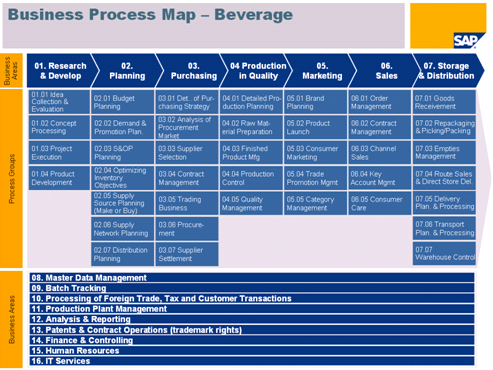 Business Process Map – Beverage
SAP
Business
Areas
01. Research
& Develop
02.
Planning
03.
Purchasing
04 Production
in Quality
05.
Marketing
06.
Sales
07. Storage
& Distribution
Process Groups
01.01 Idea
Collection &
Evaluation
01.02 Concept
Processing
01.03 Project
Execution
01.04 Product
Development
02.01 Budget
Planning
02.02 Demand &
Promotion Plan.
02.03 S&OP
Planning
02.04 Optimizing
Inventory
Objectives
02.05 Supply
Source Planning
(Make or Buy)
02.06 Supply
Network Planning
02.07 Distribution
Planning
03.01 Det.. of Pur-
chasing Strategy
03.02 Analysis of
Procurement
Market
03.03 Supplier
Selection
03.04 Contract
Management
03.05 Trading
Business
03.06 Procure-
ment
03.07 Supplier
Settlement
04.01 Detailed Pro-
duction Planning
04.02 Raw Mat-
erial Preparation
04.03 Finished
Product Mfg
04.04 Production
Control
04.05 Quality
Management
05.01 Brand
Planning
05.02 Product
Launch
05.03 Consumer
Marketing
05.04 Trade
Promotion Mgmt
05.05 Category
Management
06.01 Order
Management
06.02 Contract
Management
06.03 Channel
Sales
06.04 Key
Account Mgmt
06.05 Consumer
Care
07.01 Goods
Receivement
07.02 Repackaging
& Picking/Packing
07.03 Empties
Management
07.04 Route Sales
& Direct Store Del.
07.05 Delivery
Plan. & Processing
07.06 Transport
Plan. & Processing
07.07
Warehouse Control
Business Areas
08. Master Data Management
09. Batch Tracking
10. Processing of Foreign Trade, Tax and Customer Transactions
11. Production Plant Management
12. Analysis & Reporting
13. Patents & Contract Operations (trademark rights)
14. Finance & Controlling
15. Human Resources
16. IT Services